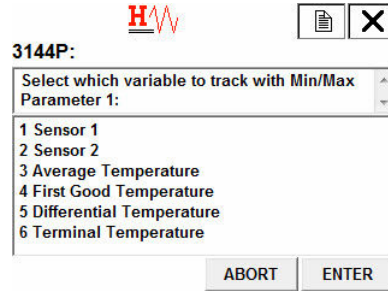 H
3144P:
Select which variable to track with Min/Max
Parameter 1:
1 Sensor 1
2 Sensor 2
3 Average Temperature
4 First Good Temperature
5 Differential Temperature
6 Terminal Temperature
ABORT ENTER